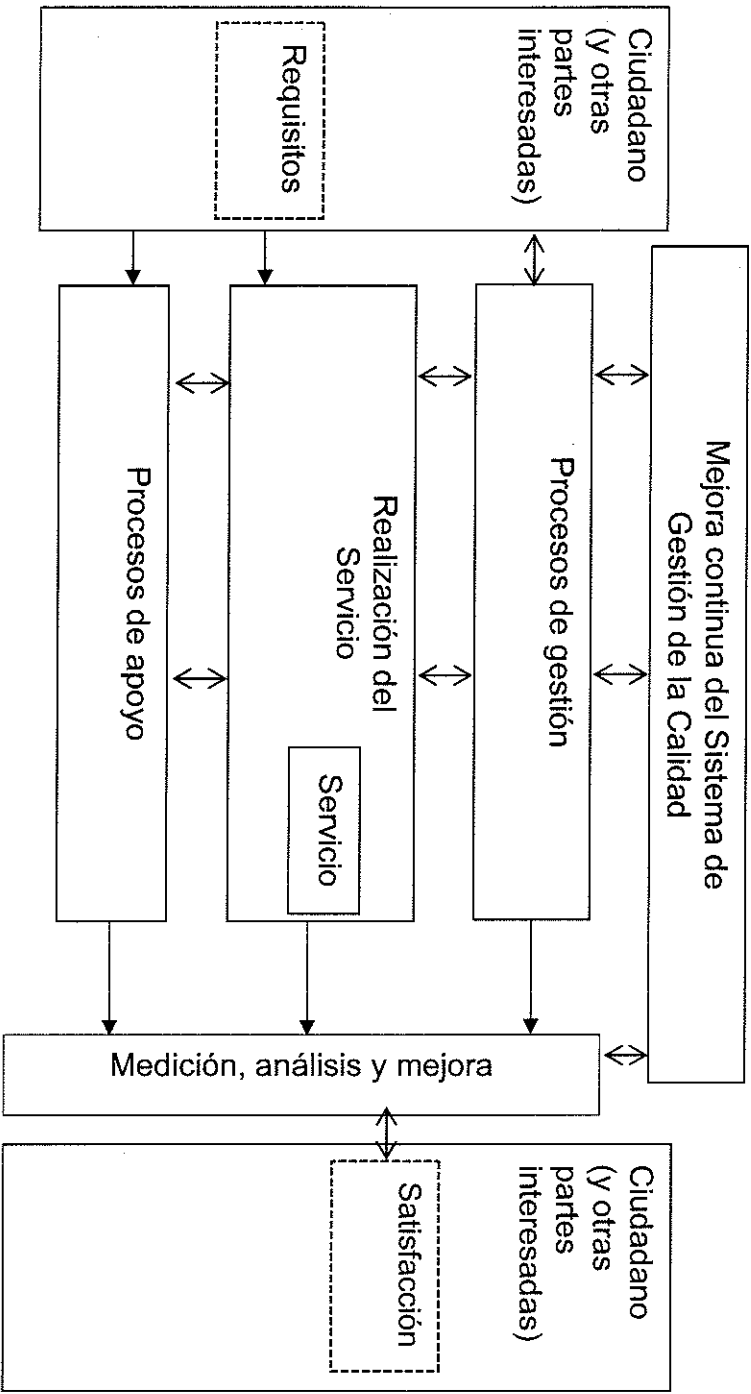 Mejora continua del Sistema de
Gestión de la Calidad
Ciudadano
(y otras
partes
interesadas)
Requisitos
Procesos de gestión
Realización del
Servicio
Servicio
Procesos de apoyo
Medición, análisis y mejora
Ciudadano
(y otras
partes
interesadas)
Satisfacción